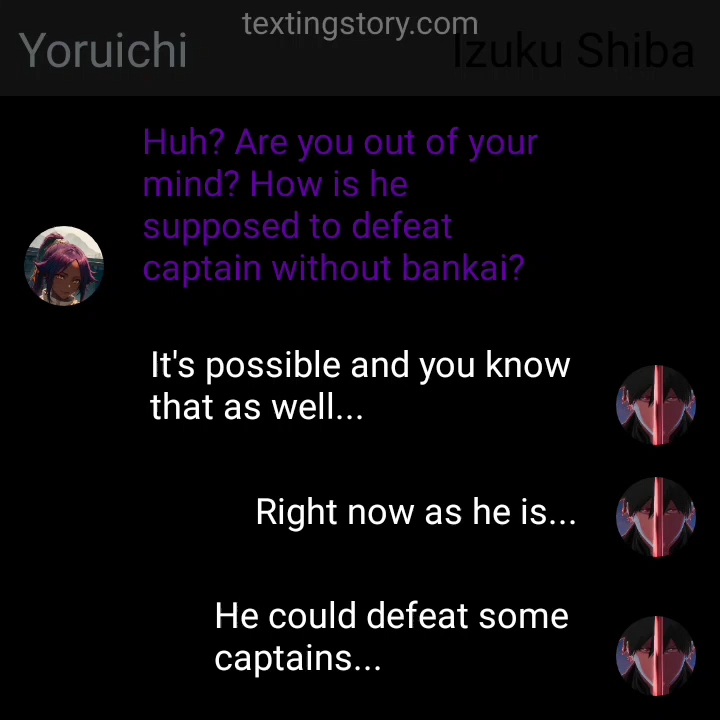 textingstory.com
Yoruichi
Izuku Shiba
Huh? Are you out of your
mind? How is he
supposed to defeat
captain without bankai?
It's possible and you know
that as well...
Right now as he is...
He could defeat some
captains...